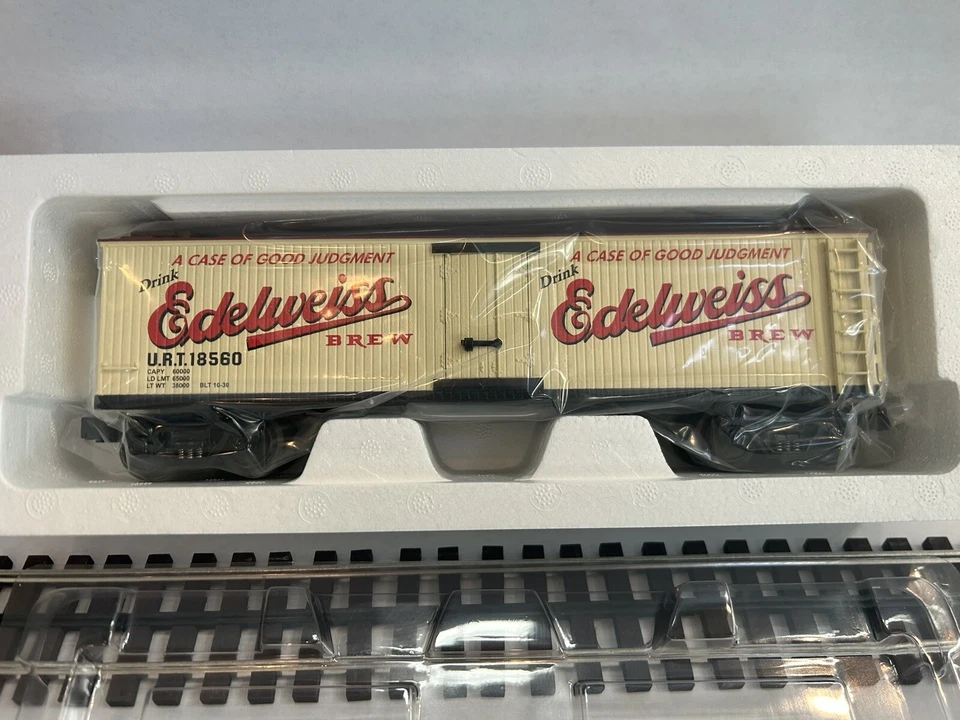 A CASE OF GOOD JUDGMENT
Drink
Edelweiss
BREW
U.R.T. 18560
CAPY 60000
LD LMT 65000
LT WT 38000 BLT 10-30
A CASE OF GOOD JUDGMENT
Drink
Edelweiss
BREW